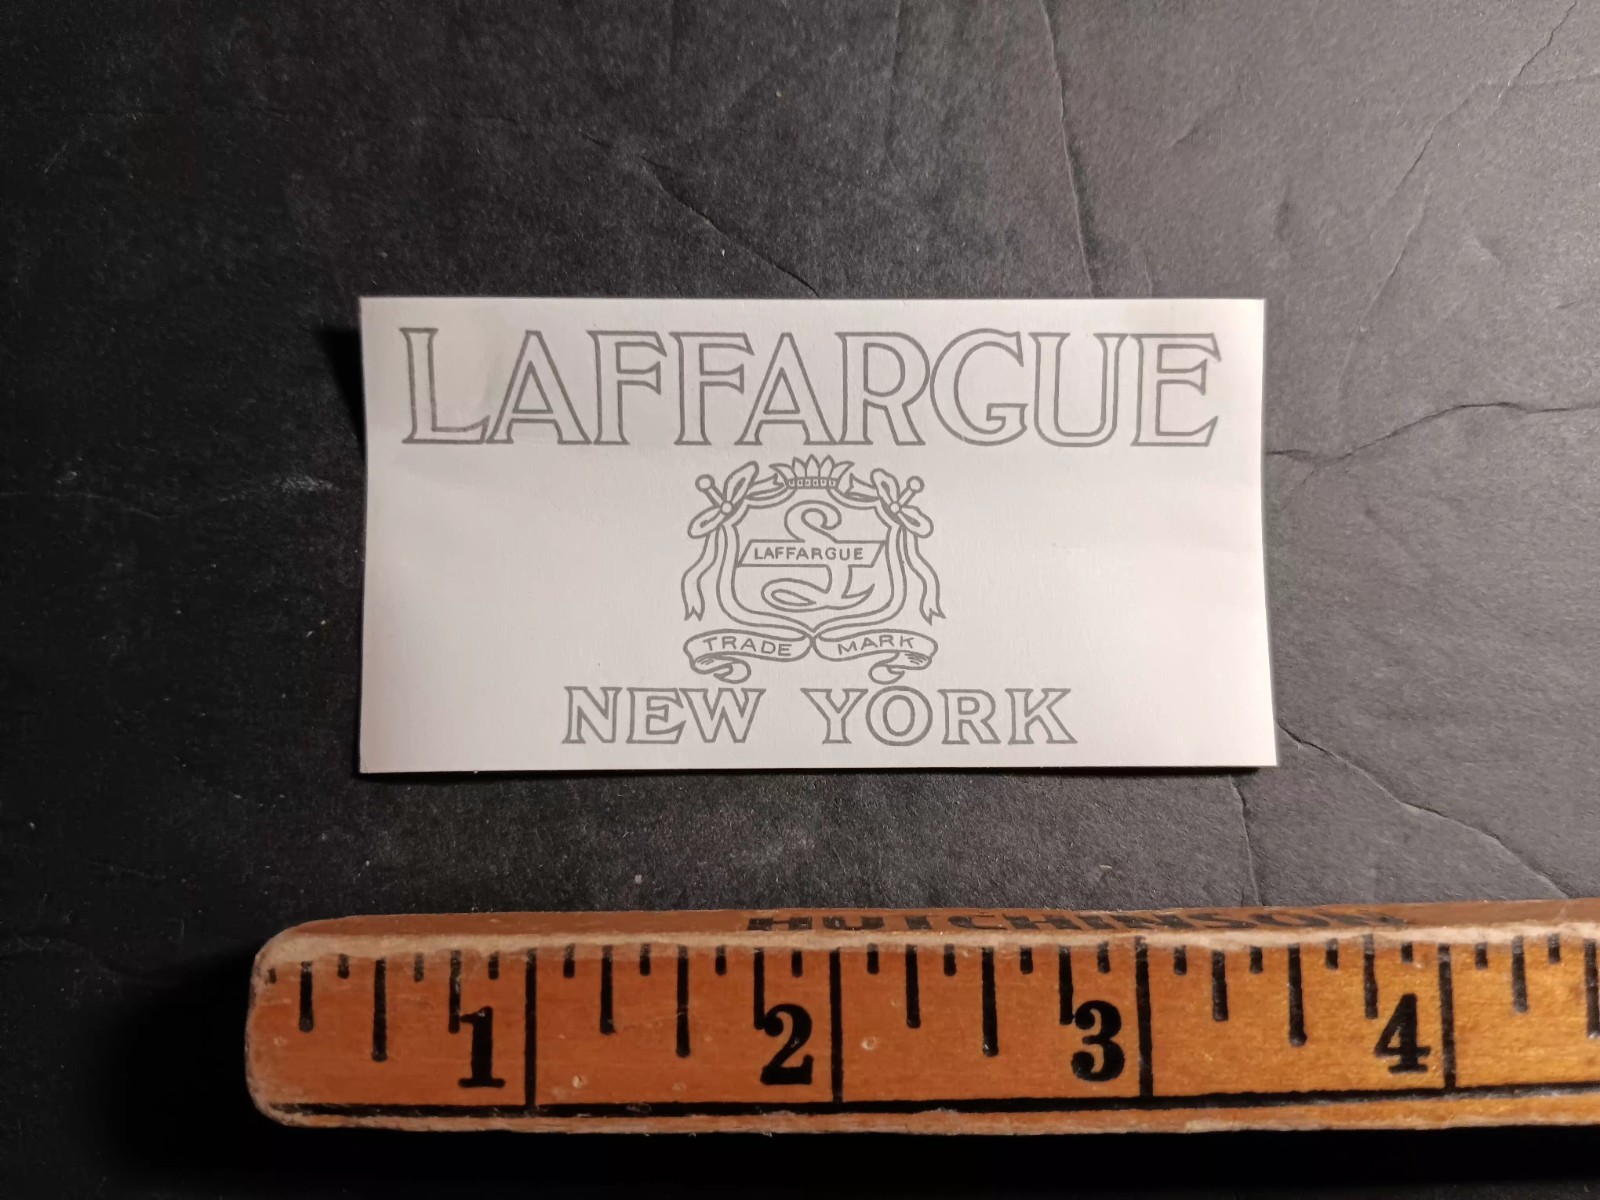 LAFFARGUE
LAFFARGUE
TRADE MARK
NEW YORK
HUTCHINSON
1 2 3 4